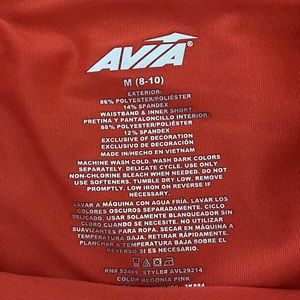 AVIA
M (8-10)
EXTERIOR:
86% POLYESTER/POLIÉSTER
14% SPANDEX
WAISTBAND & INNER SHORT
PRETINA Y PANTALONCILLO INTERIOR:
88% POLYESTER/POLIÉSTER
12% SPANDEX
EXCLUSIVE OF DECORATION
EXCLUSIVO DE DECORACION
MADE IN/HECHO EN VIETNAM
MACHINE WASH COLD. WASH DARK COLORS
SEPARATELY. DELICATE CYCLE. USE ONLY
NON-CHLORINE BLEACH WHEN NEEDED. DO NOT
USE SOFTENERS. TUMBLE DRY LOW. REMOVE
PROMPTLY. LOW IRON ON REVERSE IF
NECESSARY.
LAVAR A MÁQUINA CON AGUA FRÍA. LAVAR LOS
COLORES OSCUROS SEPARADAMENTE. CICLO
DELICADO. USAR SOLAMENTE BLANQUEADOR SIN
CLORO CUANDO SE NECESITE. NO UTILIZAR
SUAVIZANTES PARA ROPA. SECAR EN MÁQUINA A
TEMPERATURA BAJA. RETIRAR RÁPIDAMENTE.
PLANCHAR A TEMPERATURA BAJA SOBRE EL
REVERSO SI ES NECESARIO.
RN# 52469 STYLE# AVL29214
COLOR BEGONIA PINK